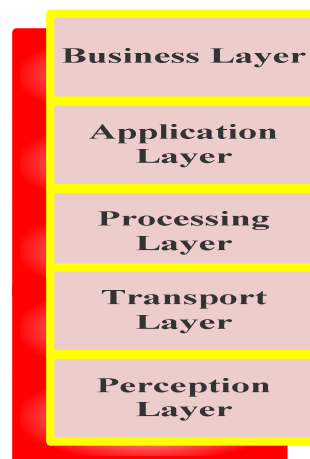 Business Layer
Application
Layer
Processing
Layer
Transport
Layer
Perception
Layer